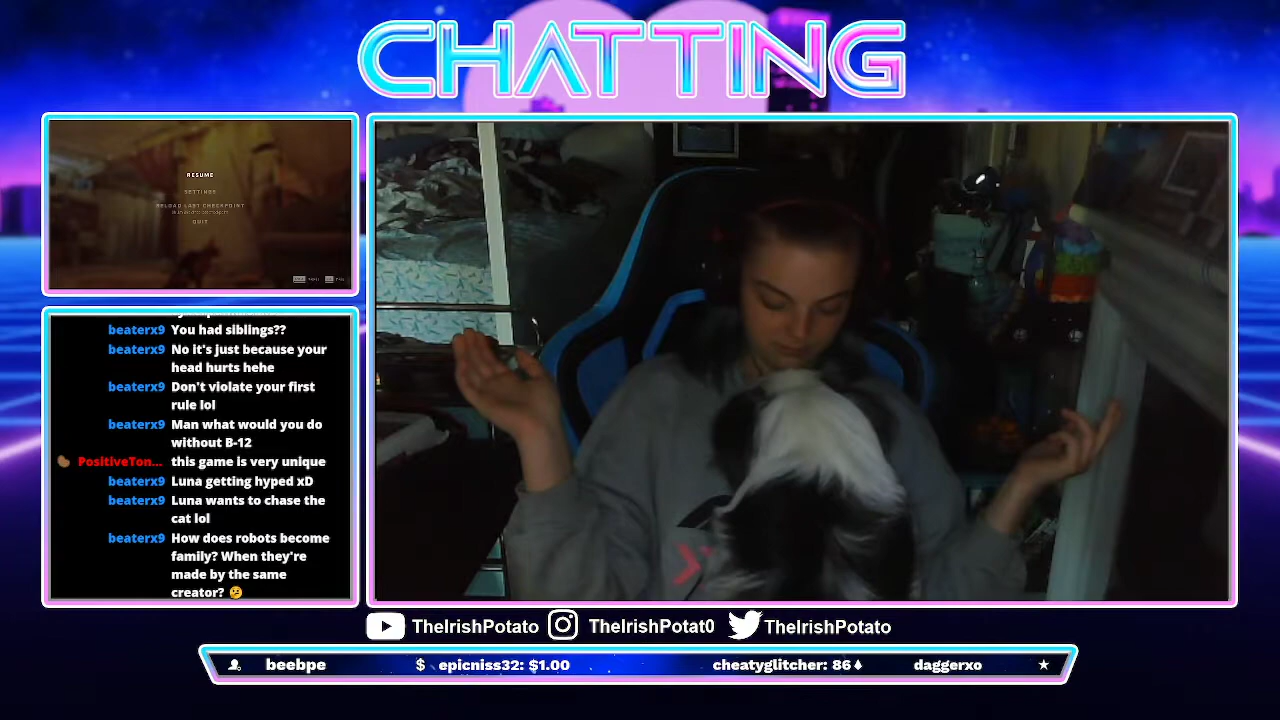 CHATTING
RESUME
SETTINGS
RELOAD LAST CHECKPOINT
QUIT
beaterx9 You had siblings??
beaterx9 No it's just because your
head hurts hehe
beaterx9 Don't violate your first
rule lol
beaterx9 Man what would you do
without B-12
PositiveTon... this game is very unique
beaterx9 Luna getting hyped xD
beaterx9 Luna wants to chase the
cat lol
beaterx9 How does robots become
family? When they're
made by the same
creator? 🤔
TheIrishPotato TheIrishPotat0 TheIrishPotato
beebpe $ epicniss32: $1.00 cheatyglitcher: 86 daggerxo